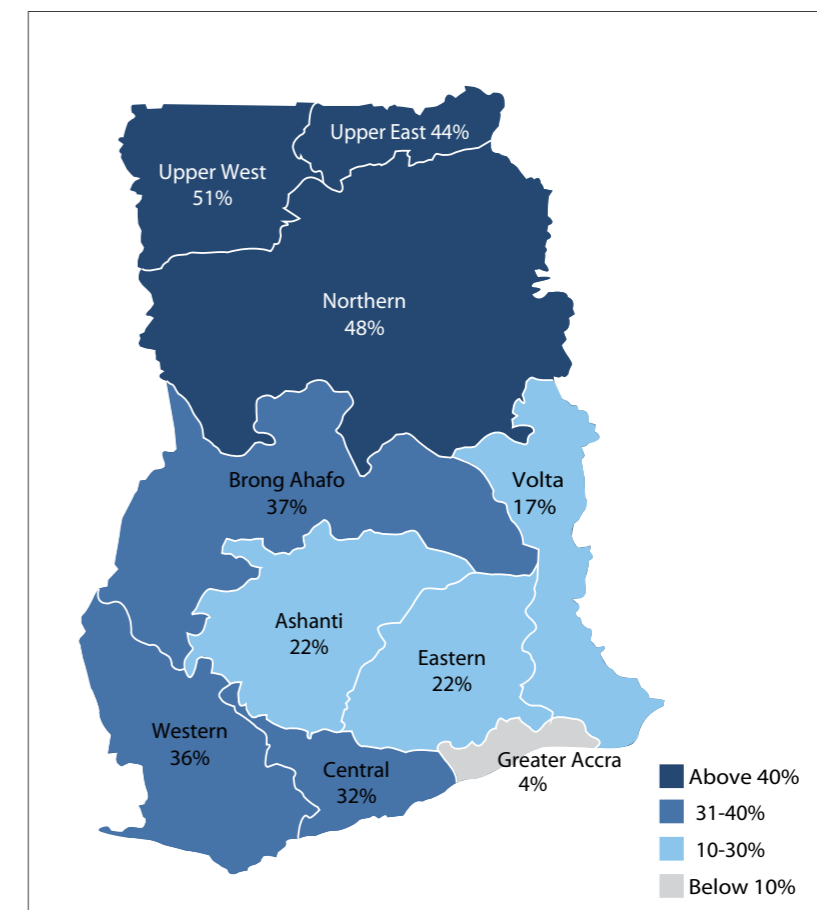 Upper East 44%
Upper West
51%
Northern
48%
Brong Ahafo
37%
Volta
17%
Ashanti
22%
Eastern
22%
Western
36%
Central
32%
Greater Accra
4%
Above 40%
31-40%
10-30%
Below 10%